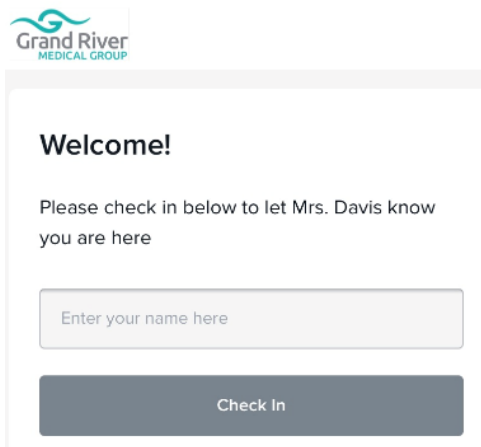 Grand River
MEDICAL GROUP
Welcome!
Please check in below to let Mrs. Davis know
you are here
Enter your name here
Check In